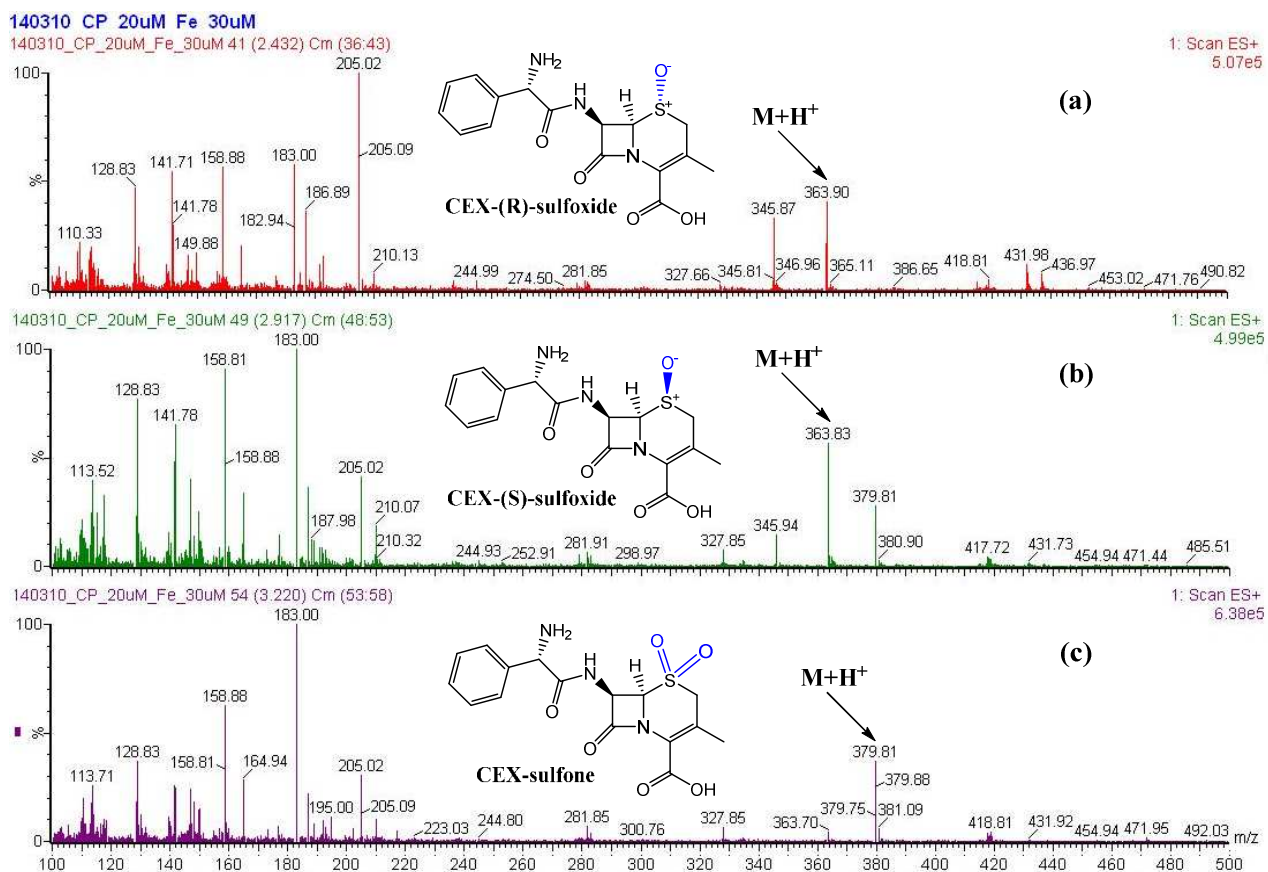 140310 CP 20uM Fe 30uM
140310_CP_20uM_Fe_30uM 41 (2.432) Cm (36:43)
1: Scan ES+
5.07e5
205.02
100
%
0
(a)
M+H+
NH2
O-
H
N
H
S+
O
N
O
O
OH
CEX-(R)-sulfoxide
110.33
128.83
141.71
141.78
149.88
158.88
182.94
183.00
186.89
205.09
210.13
244.99
274.50
281.85
327.66
345.81
345.87
346.96
363.90
365.11
386.65
418.81
431.98
436.97
453.02
471.76
490.82
140310_CP_20uM_Fe_30uM 49 (2.917) Cm (48:53)
1: Scan ES+
4.99e5
183.00
100
%
0
(b)
M+H+
NH2
O-
H
N
H
S+
O
N
O
O
OH
CEX-(S)-sulfoxide
113.52
128.83
141.78
158.81
158.88
187.98
205.02
210.07
210.32
244.93
252.91
281.91
298.97
327.85
345.94
363.83
379.81
380.90
417.72
431.73
454.94
471.44
485.51
140310_CP_20uM_Fe_30uM 54 (3.220) Cm (53:58)
1: Scan ES+
6.38e5
183.00
100
%
0
(c)
M+H+
NH2
O
O
H
N
H
S
O
N
O
O
OH
CEX-sulfone
113.71
128.83
158.81
158.88
164.94
195.00
205.02
205.09
223.03
244.80
281.85
300.76
327.85
363.70
379.75
379.81
379.88
381.09
418.81
431.92
454.94
471.95
492.03
m/z
100 120 140 160 180 200 220 240 260 280 300 320 340 360 380 400 420 440 460 480 500